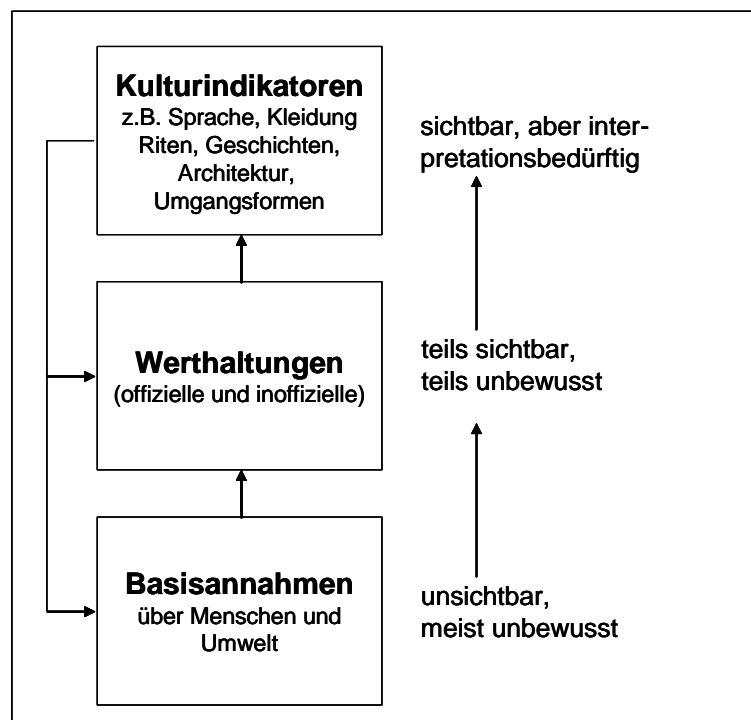 Kulturindikatoren
z.B. Sprache, Kleidung
Riten, Geschichten,
Architektur,
Umgangsformen
sichtbar, aber inter-
pretationsbedürftig
Werthaltungen
(offizielle und inoffizielle)
teils sichtbar,
teils unbewusst
Basisannahmen
über Menschen und
Umwelt
unsichtbar,
meist unbewusst